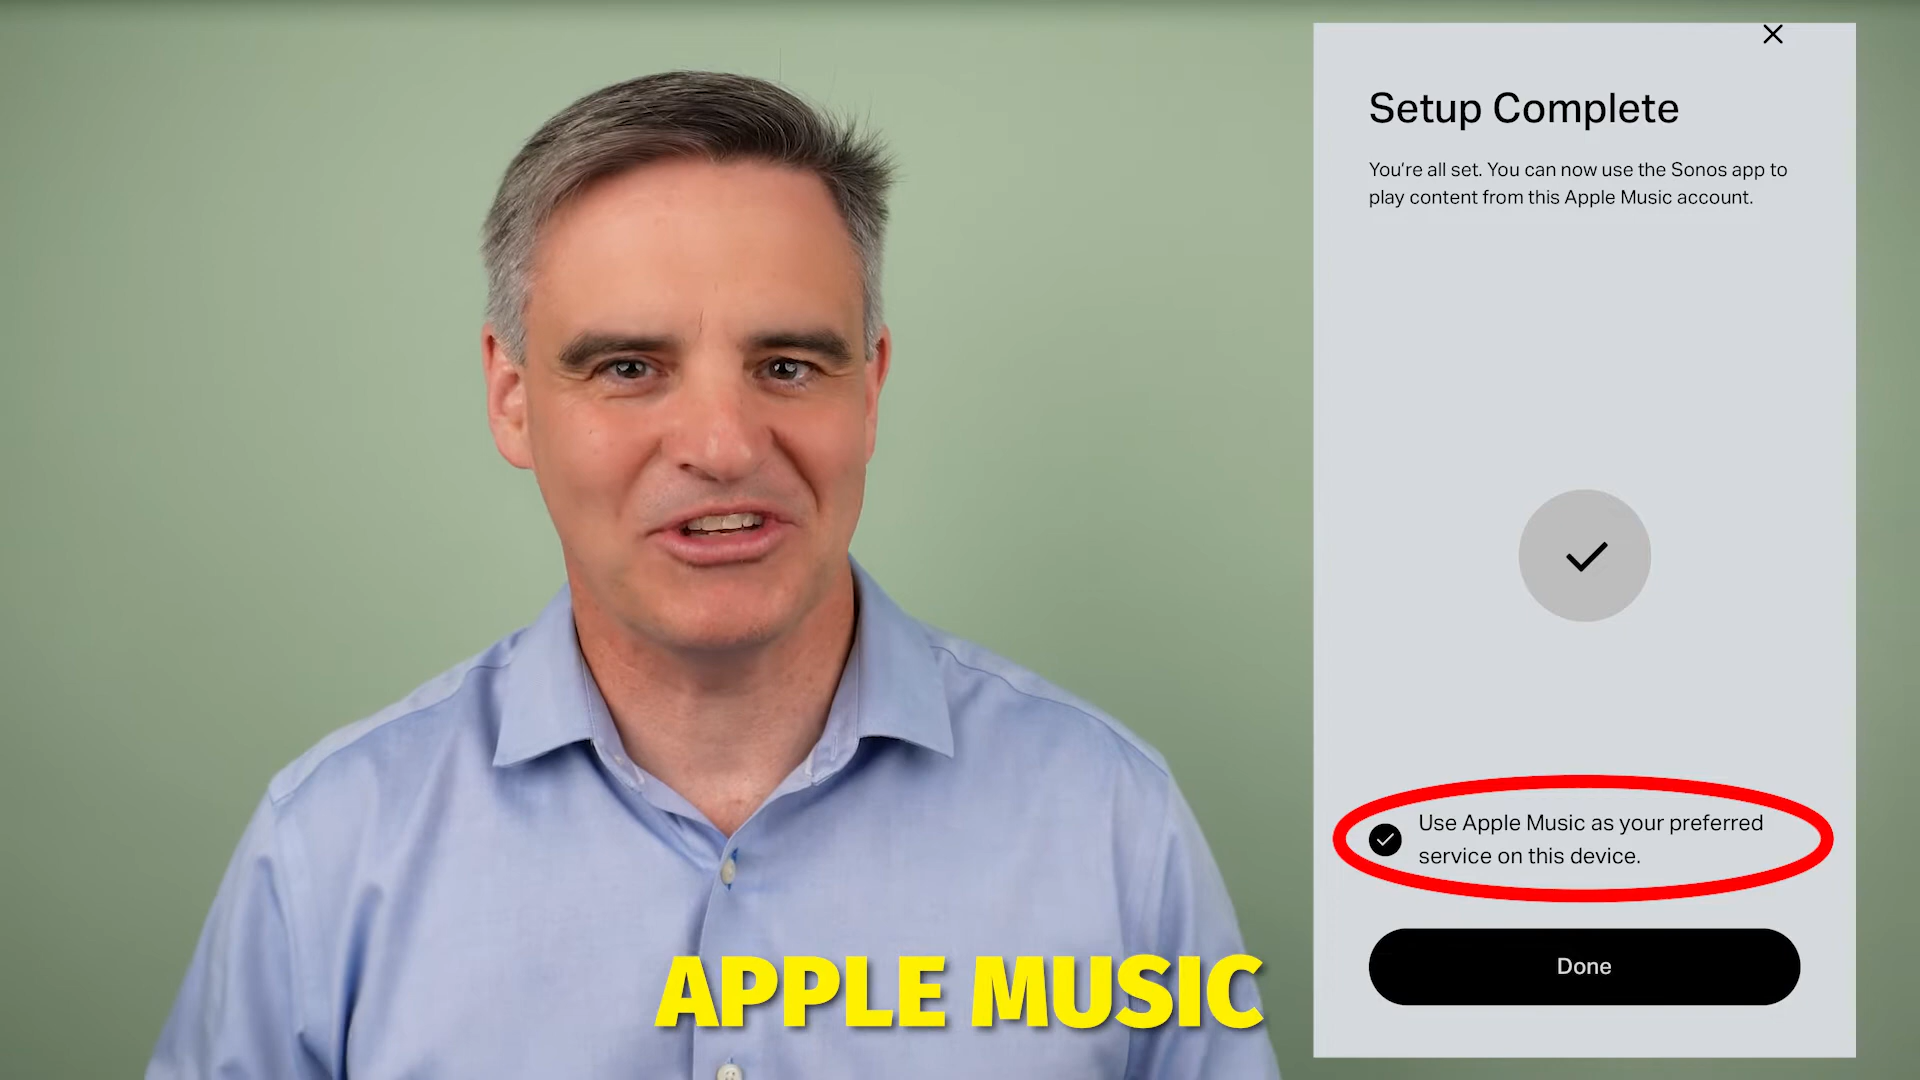 Setup Complete
You're all set. You can now use the Sonos app to
play content from this Apple Music account.
Use Apple Music as your preferred
service on this device.
Done
APPLE MUSIC